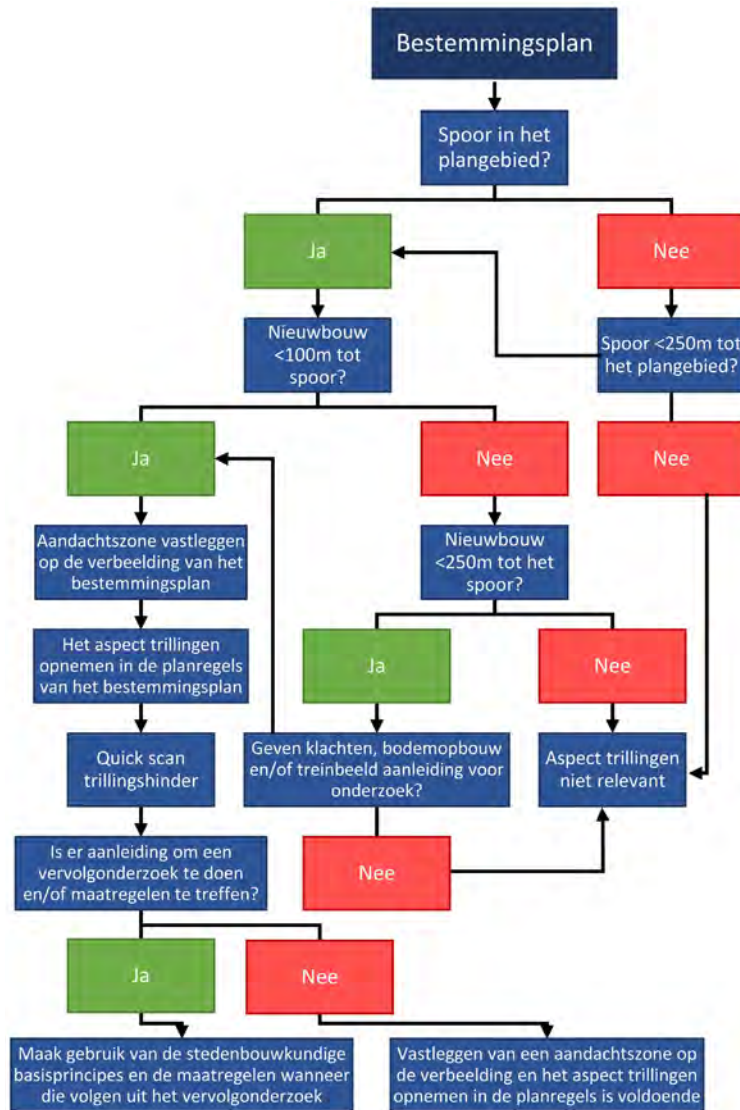 Bestemmingsplan
Spoor in het
plangebied?
Ja
Nee
Nieuwbouw
<100m tot
spoor?
Spoor <250m tot
het plangebied?
Ja
Nee
Nee
Aandachtszone vastleggen
op de verbeelding van het
bestemmingsplan
Nieuwbouw
<250m tot het
spoor?
Het aspect trillingen
opnemen in de planregels
van het bestemmingsplan
Ja
Nee
Quick scan
trillingshinder
Geven klachten, bodemopbouw
en/of treinbeeld aanleiding voor
onderzoek?
Aspect trillingen
niet relevant
Is er aanleiding om een
vervolgonderzoek te doen
en/of maatregelen te treffen?
Nee
Ja
Nee
Maak gebruik van de stedenbouwkundige
basisprincipes en de maatregelen wanneer
die volgen uit het vervolgonderzoek
Vastleggen van een aandachtszone op
de verbeelding en het aspect trillingen
opnemen in de planregels is voldoende